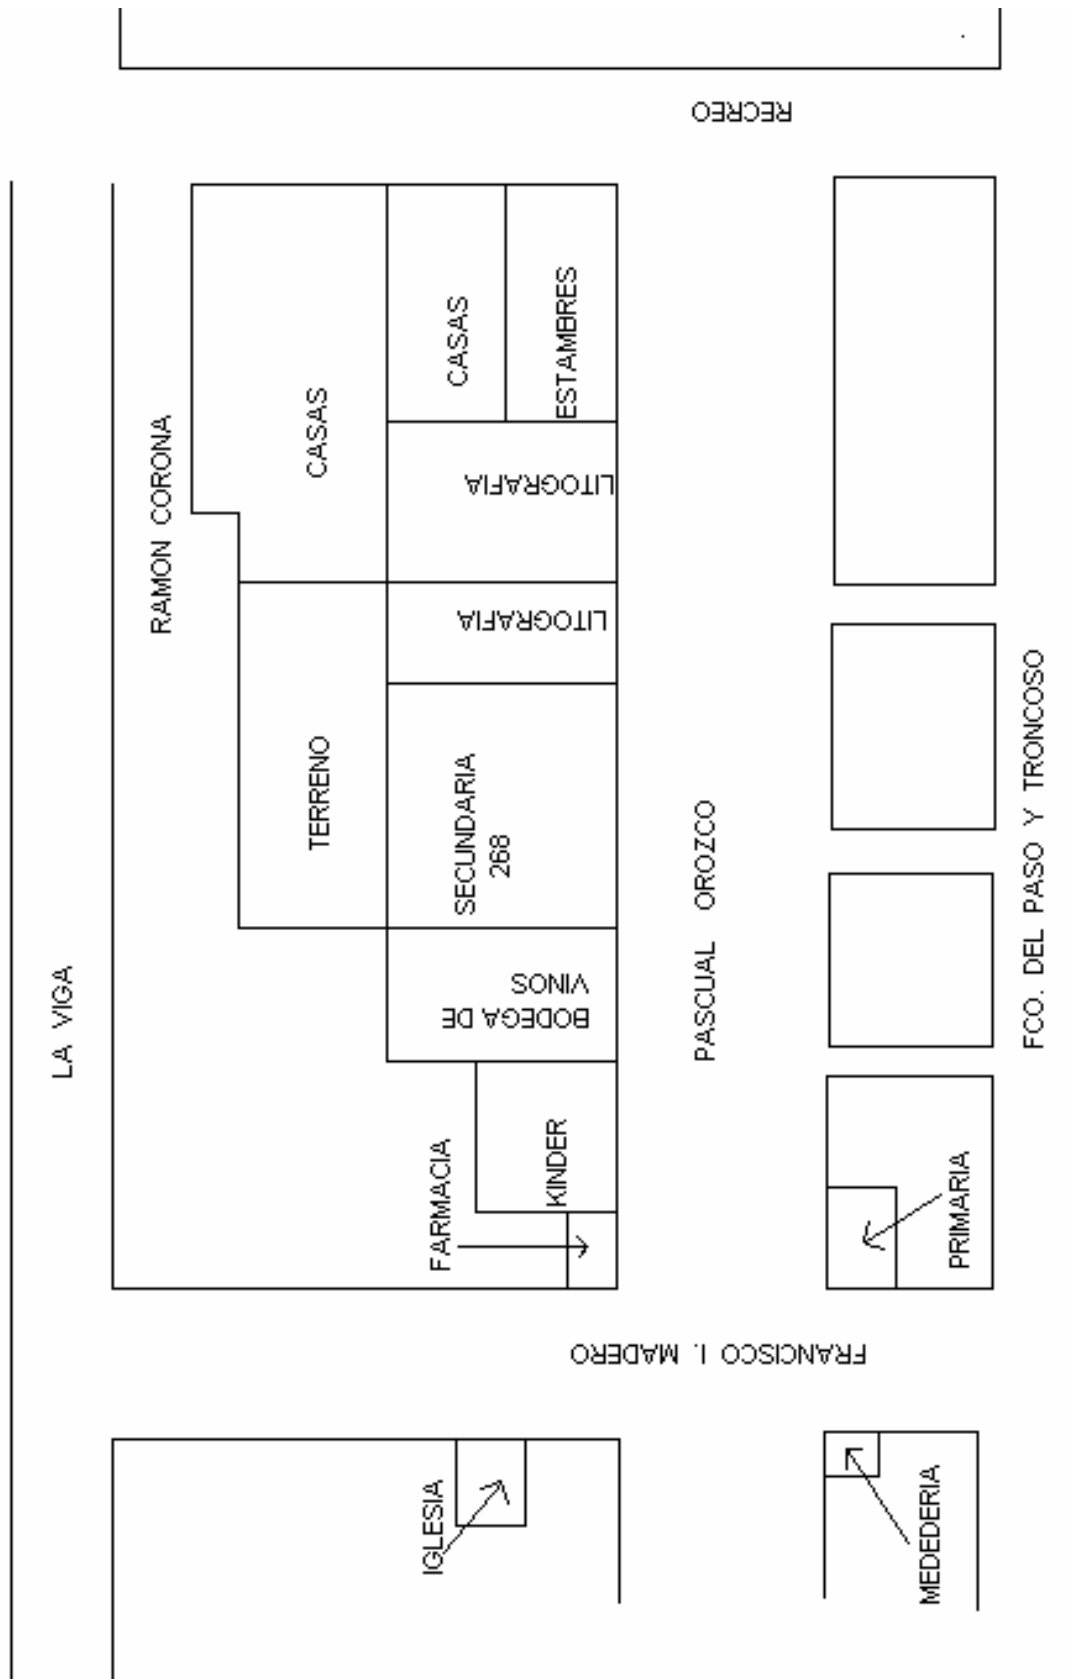 LA VIGA
RAMON CORONA
RECREO
CASAS
CASAS
ESTAMBRES
LITOGRAFIA
LITOGRAFIA
TERRENO
SECUNDARIA
268
BODEGA DE
VINOS
FARMACIA
KINDER
PASCUAL OROZCO
FCO. DEL PASO Y TRONCOSO
PRIMARIA
FRANCISCO I. MADERO
IGLESIA
MEDEDERIA